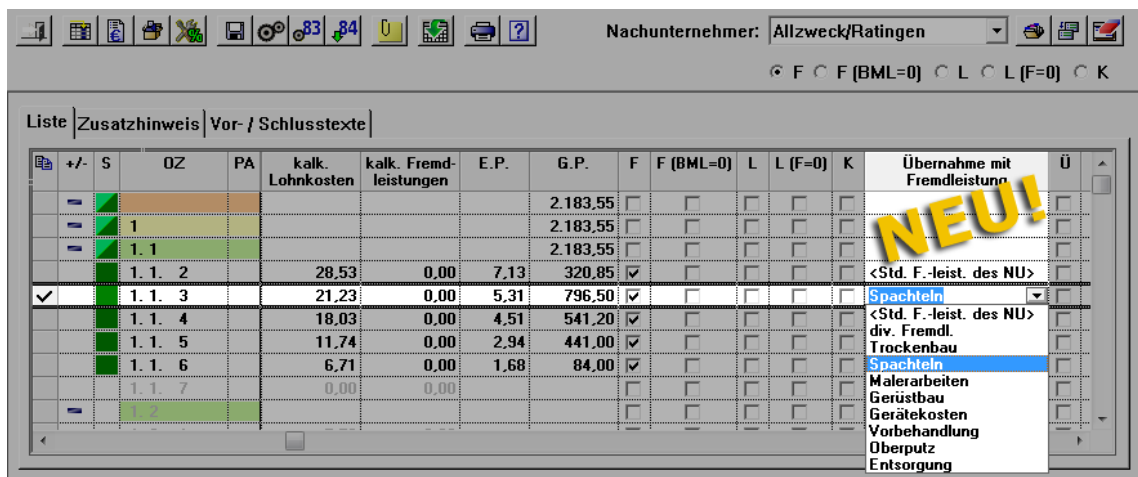 83 84 Nachunternehmer: Allzweck/Ratingen
F F (BML=0) L L (F=0) K
Liste Zusatzhinweis Vor- / Schlusstexte
+/- S OZ PA kalk. Lohnkosten kalk. Fremd-leistungen E.P. G.P. F F (BML=0) L L (F=0) K Übernahme mit Fremdleistung Ü
NEU!
2.183,55
1 2.183,55
1. 1 2.183,55
1. 1. 2 28,53 0,00 7,13 320,85 <Std. F.-leist. des NU>
1. 1. 3 21,23 0,00 5,31 796,50 Spachteln
1. 1. 4 18,03 0,00 4,51 541,20
1. 1. 5 11,74 0,00 2,94 441,00
1. 1. 6 6,71 0,00 1,68 84,00
1. 1. 7 0,00 0,00
1. 2
<Std. F.-leist. des NU>
div. Fremdl.
Trockenbau
Spachteln
Malerarbeiten
Gerüstbau
Gerätekosten
Vorbehandlung
Oberputz
Entsorgung